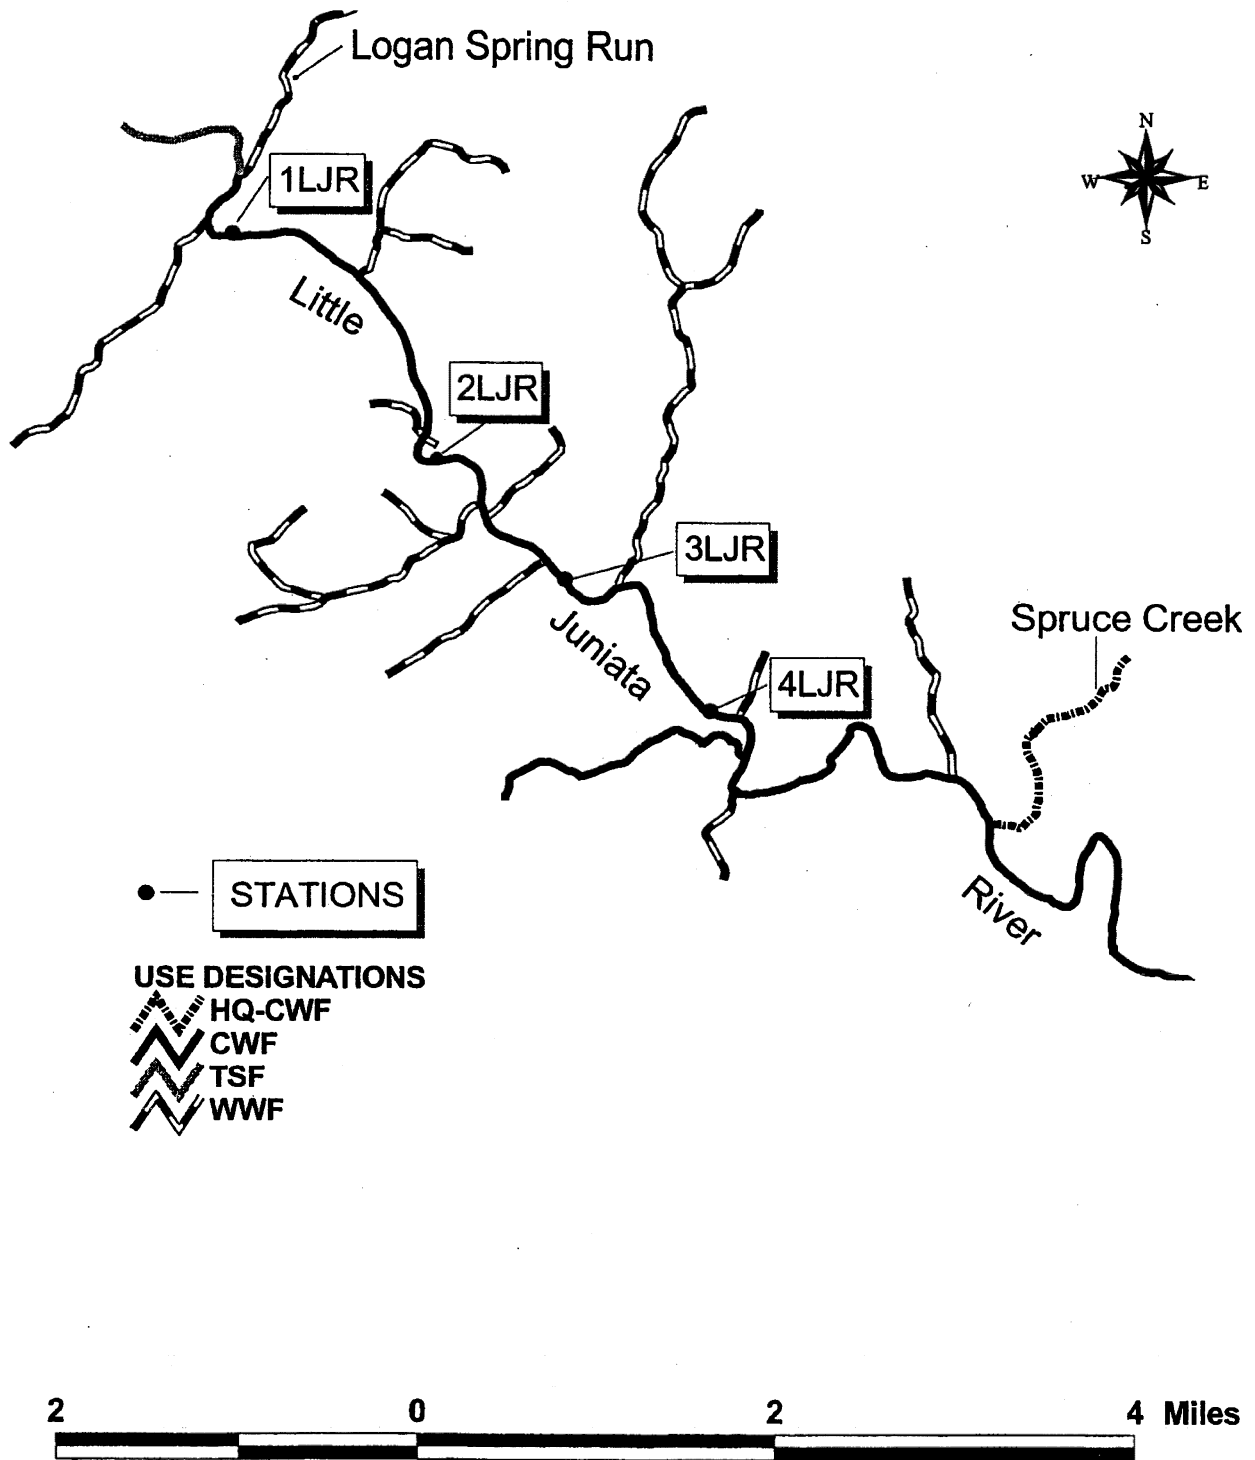 Logan Spring Run
N
W E
S
1LJR
Little
2LJR
3LJR
Juniata
Spruce Creek
4LJR
River
STATIONS
USE DESIGNATIONS
HQ-CWF
CWF
TSF
WWF
2 0 2 4 Miles